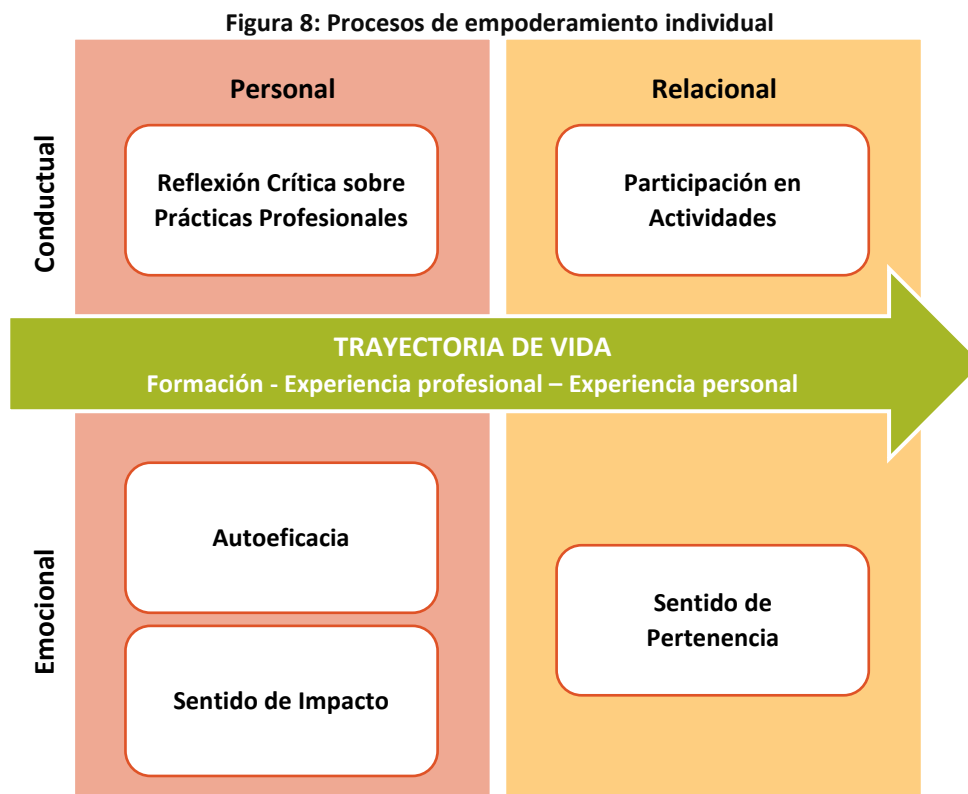 Figura 8: Procesos de empoderamiento individual
Personal
Relacional
Conductual
Reflexión Crítica sobre
Prácticas Profesionales
Participación en
Actividades
TRAYECTORIA DE VIDA
Formación - Experiencia profesional – Experiencia personal
Emocional
Autoeficacia
Sentido de Impacto
Sentido de
Pertenencia